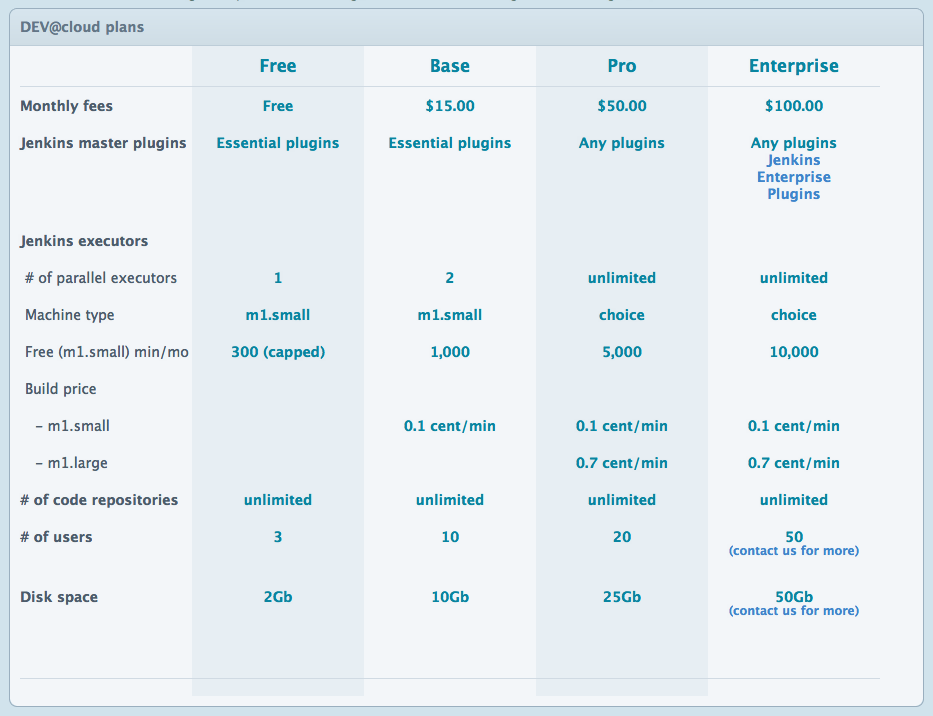 DEV@cloud plans
Free Base Pro Enterprise
Monthly fees Free $15.00 $50.00 $100.00
Jenkins master plugins Essential plugins Essential plugins Any plugins Any plugins
Jenkins
Enterprise
Plugins
Jenkins executors
# of parallel executors 1 2 unlimited unlimited
Machine type m1.small m1.small choice choice
Free (m1.small) min/mo 300 (capped) 1,000 5,000 10,000
Build price
– m1.small 0.1 cent/min 0.1 cent/min 0.1 cent/min
– m1.large 0.7 cent/min 0.7 cent/min
# of code repositories unlimited unlimited unlimited unlimited
# of users 3 10 20 50
(contact us for more)
Disk space 2Gb 10Gb 25Gb 50Gb
(contact us for more)